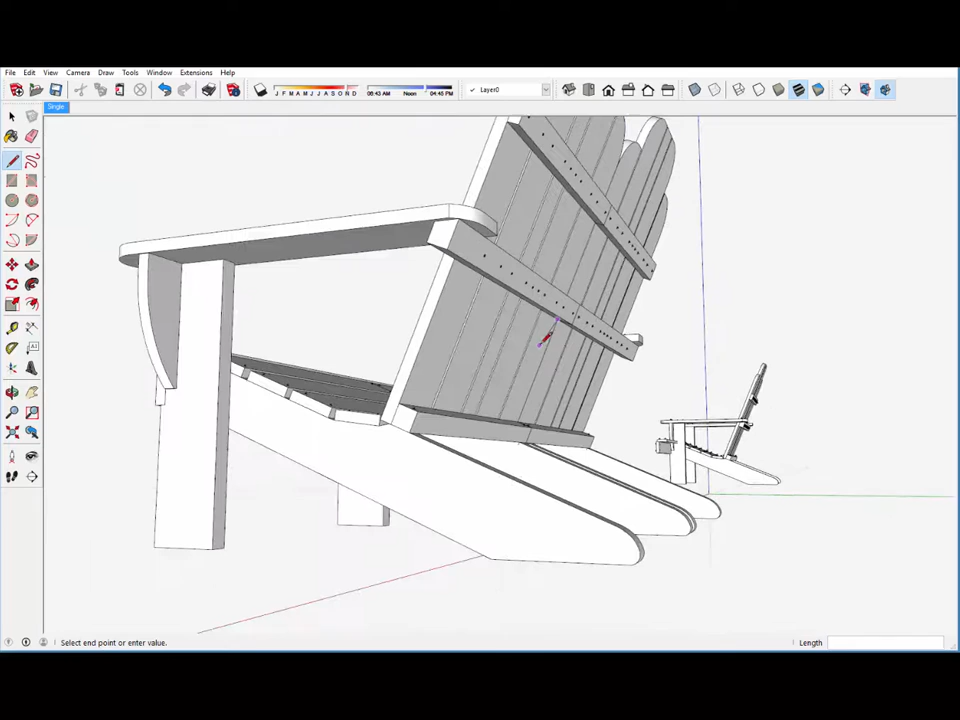 File Edit View Camera Draw Tools Window Extensions Help
J F M A M J J A S O N D 06:43 AM Noon 04:45 PM Layer0
Single
Select end point or enter value. Length